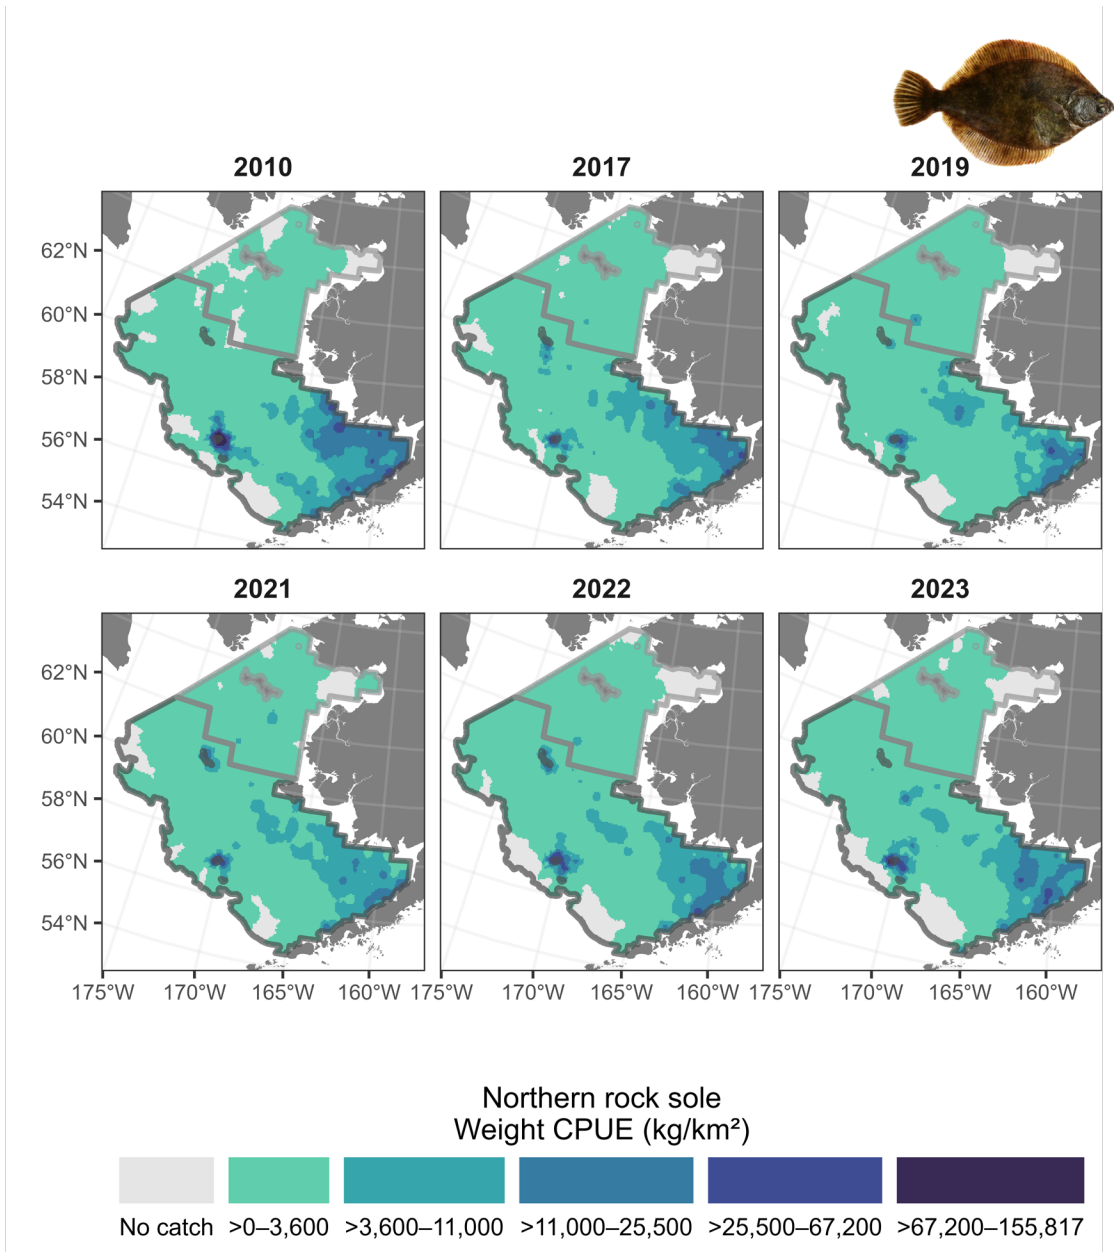 2010
2017
2019
62°N
60°N
58°N
56°N
54°N
2021
2022
2023
62°N
60°N
58°N
56°N
54°N
175°W 170°W 165°W 160°W 175°W 170°W 165°W 160°W 175°W 170°W 165°W 160°W
Northern rock sole
Weight CPUE (kg/km²)
No catch >0–3,600 >3,600–11,000 >11,000–25,500 >25,500–67,200 >67,200–155,817